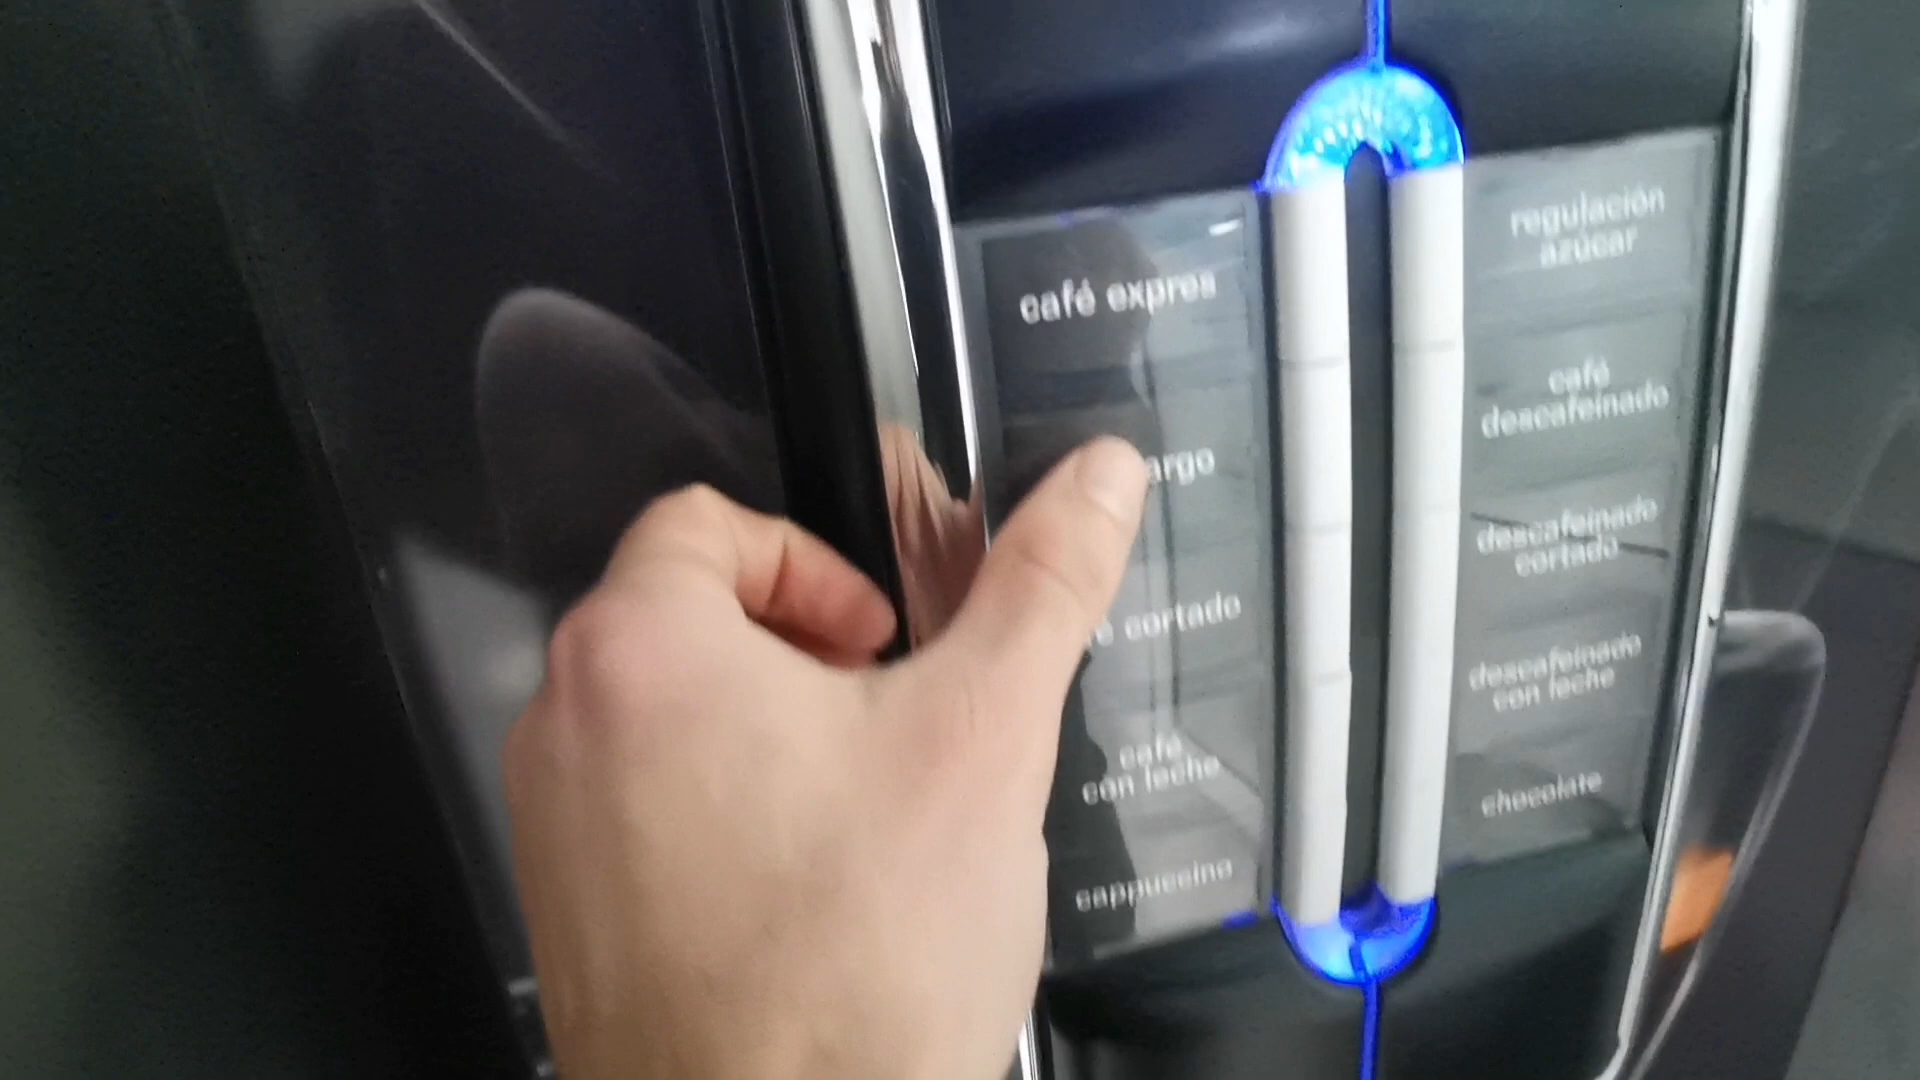 café expres
argo
cortado
café
con leche
cappuccino
regulación
azúcar
café
descafeinado
descafeinado
cortado
descafeinado
con leche
chocolate